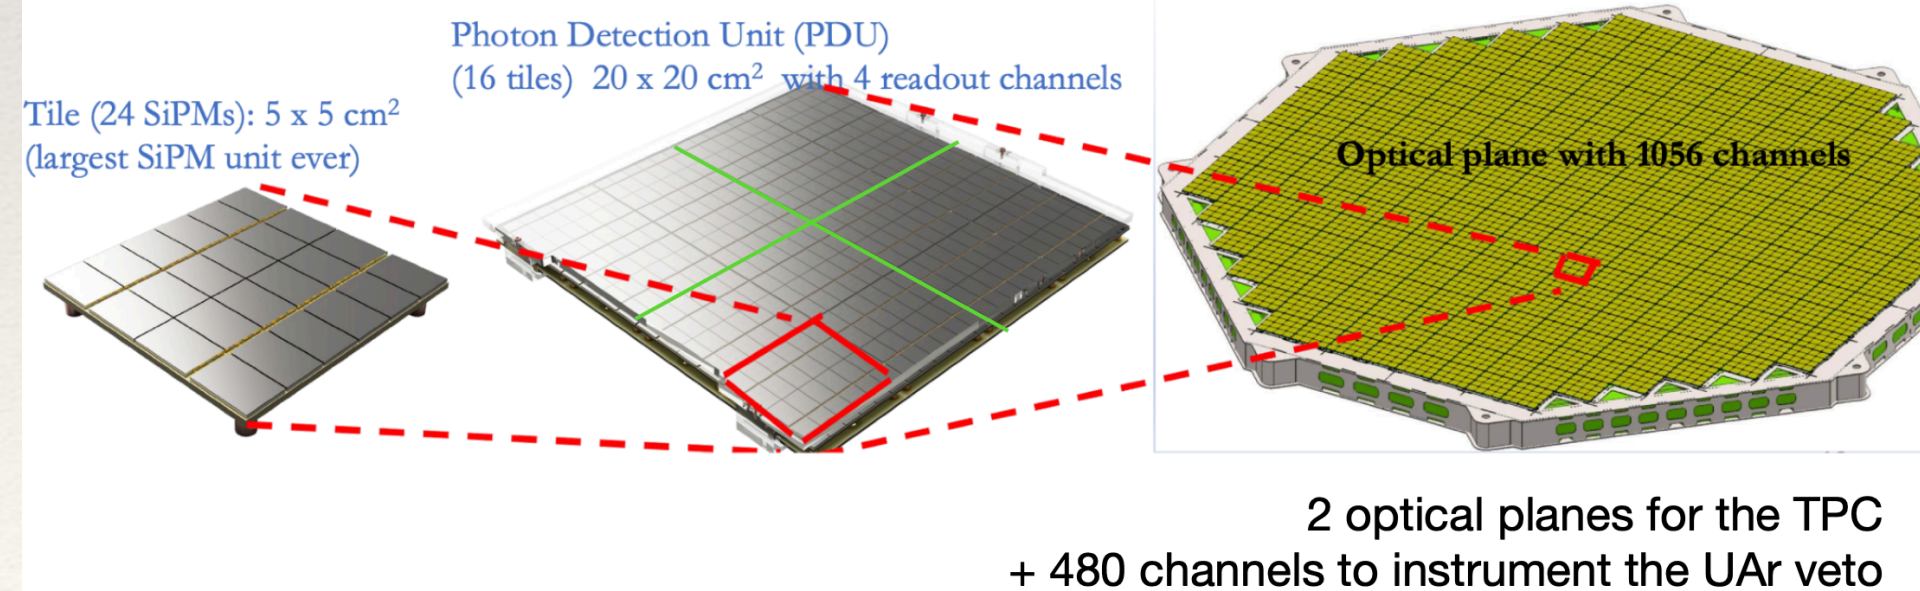 Photon Detection Unit (PDU)
(16 tiles) 20 x 20 cm² with 4 readout channels
Tile (24 SiPMs): 5 x 5 cm²
(largest SiPM unit ever)
Optical plane with 1056 channels
2 optical planes for the TPC
+ 480 channels to instrument the UAr veto